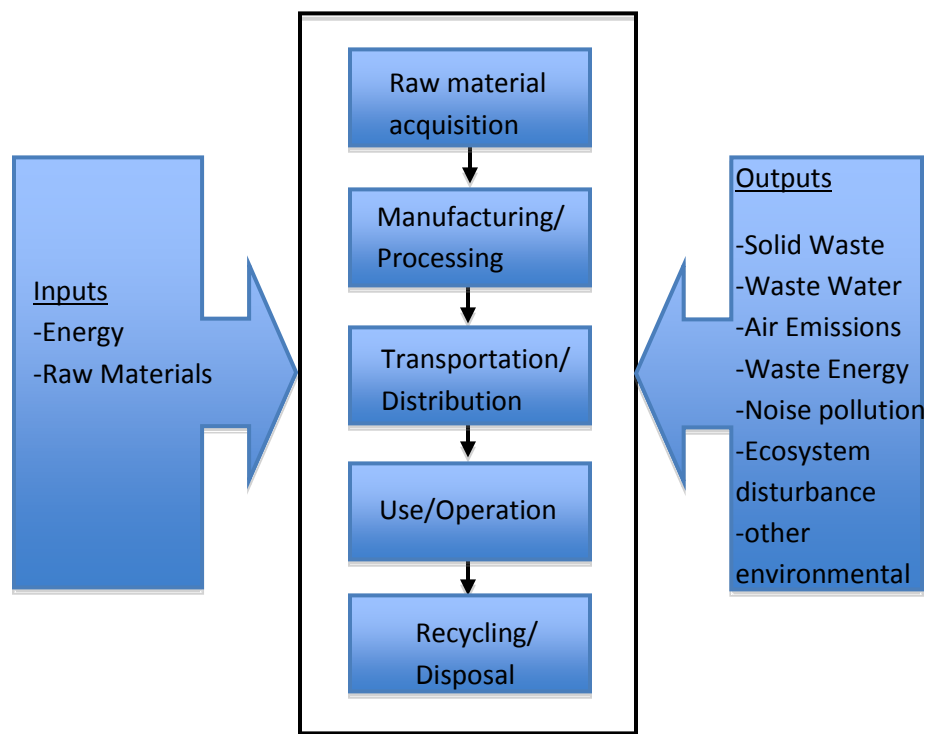 Inputs
-Energy
-Raw Materials
Raw material
acquisition
Manufacturing/
Processing
Transportation/
Distribution
Use/Operation
Recycling/
Disposal
Outputs
-Solid Waste
-Waste Water
-Air Emissions
-Waste Energy
-Noise pollution
-Ecosystem
disturbance
-other
environmental